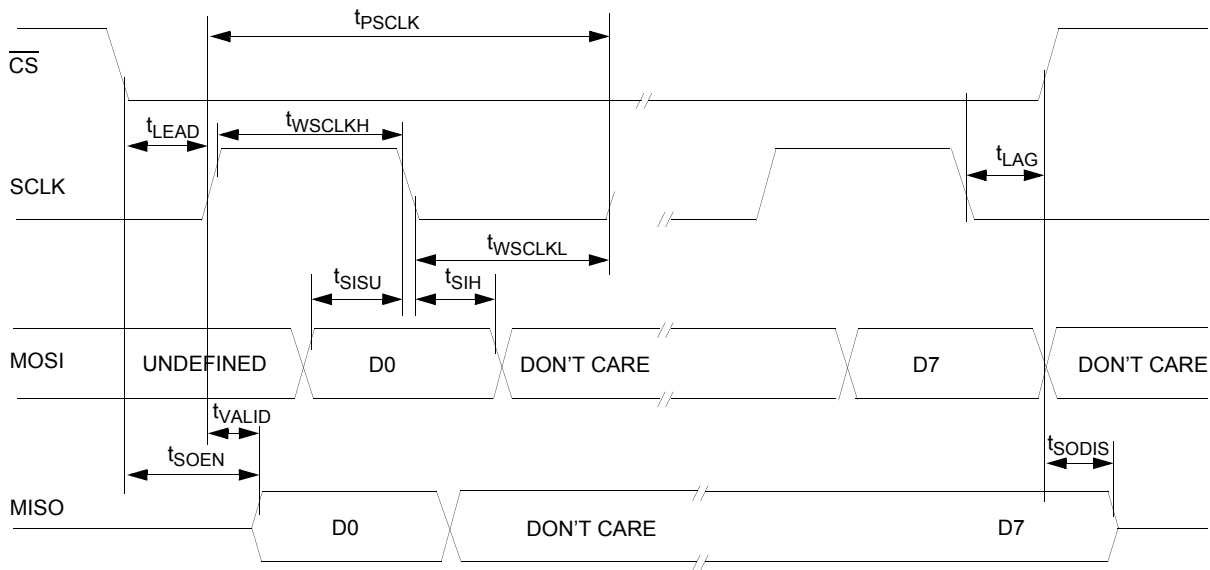 tPSCLK
CS
tLEAD
tWSCLKH
tLAG
SCLK
tWSCLKL
tSISU
tSIH
MOSI
UNDEFINED
D0
DON'T CARE
D7
DON'T CARE
tVALID
tSOEN
tSODIS
MISO
D0
DON'T CARE
D7